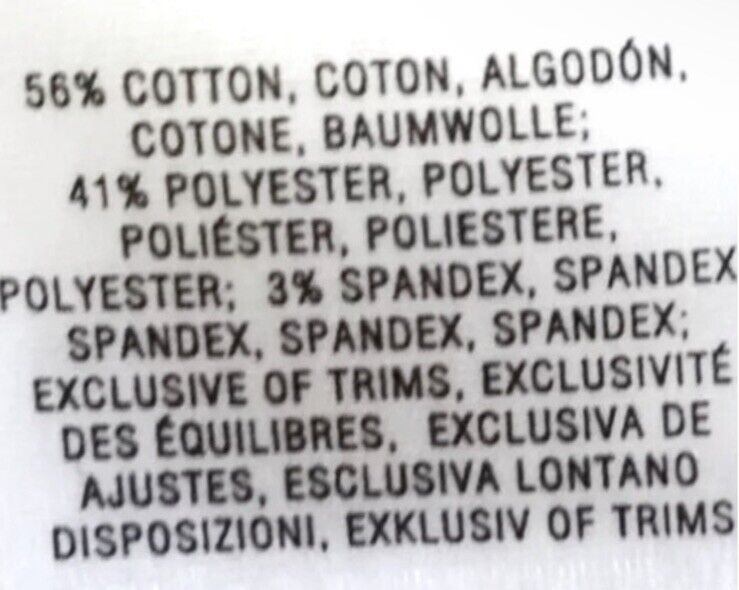 56% COTTON, COTON, ALGODÓN,
COTONE, BAUMWOLLE;
41% POLYESTER, POLYESTER,
POLIÉSTER, POLIESTERE,
POLYESTER; 3% SPANDEX, SPANDEX
SPANDEX, SPANDEX, SPANDEX;
EXCLUSIVE OF TRIMS, EXCLUSIVITÉ
DES ÉQUILIBRES, EXCLUSIVA DE
AJUSTES, ESCLUSIVA LONTANO
DISPOSIZIONI, EXKLUSIV OF TRIMS